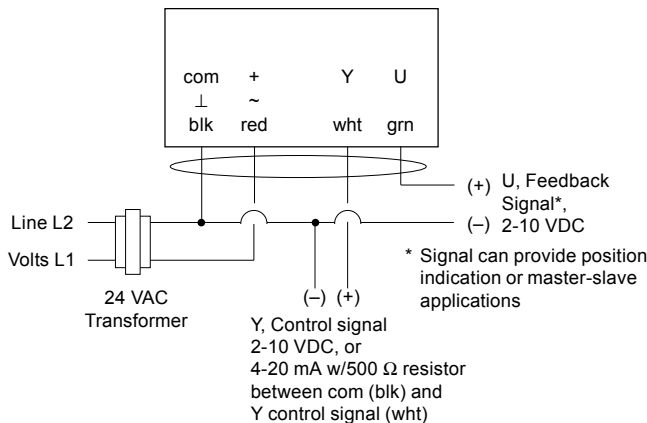 com + Y U
⊥ ~
blk red wht grn
(+) U, Feedback
Signal*,
(–) 2-10 VDC
Line L2
Volts L1
* Signal can provide position
indication or master-slave
applications
24 VAC
Transformer
(–) (+)
Y, Control signal
2-10 VDC, or
4-20 mA w/500 Ω resistor
between com (blk) and
Y control signal (wht)